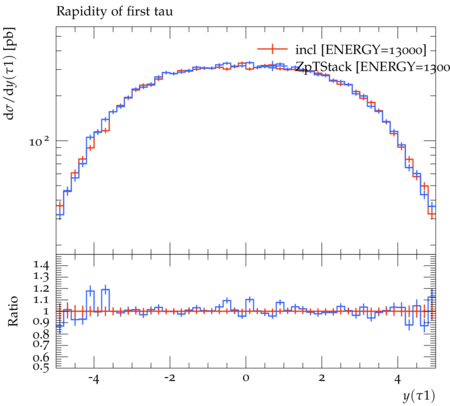 Rapidity of first tau
dσ/dy(τ1) [pb]
incl [ENERGY=13000]
ZpTStack [ENERGY=1300
10²
Ratio
1.4
1.3
1.2
1.1
1
0.9
0.8
0.7
0.6
0.5
-4 -2 0 2 4
y(τ1)